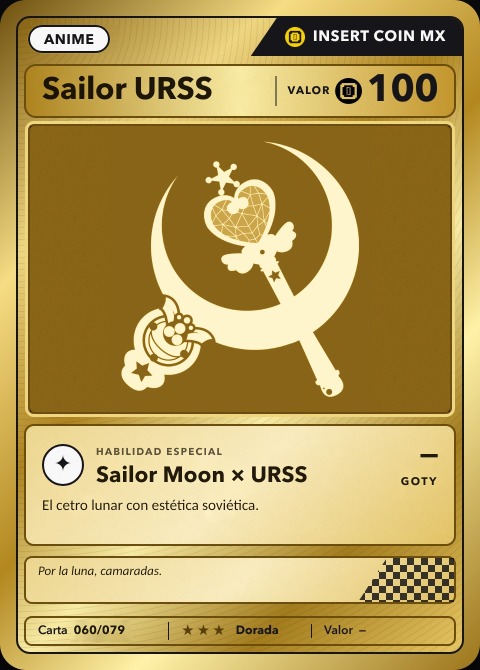 ANIME
INSERT COIN MX
Sailor URSS
VALOR 100
HABILIDAD ESPECIAL
Sailor Moon × URSS
—
GOTY
El cetro lunar con estética soviética.
Por la luna, camaradas.
Carta 060/079 ★ ★ ★ Dorada Valor —